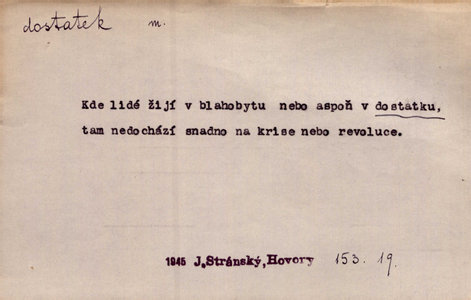 dostatek m.
Kde lidé žijí v blahobytu nebo aspoň v dostatku,
tam nedochází snadno na krise nebo revoluce.
1945 J.Stránský,Hovory 153. 19.